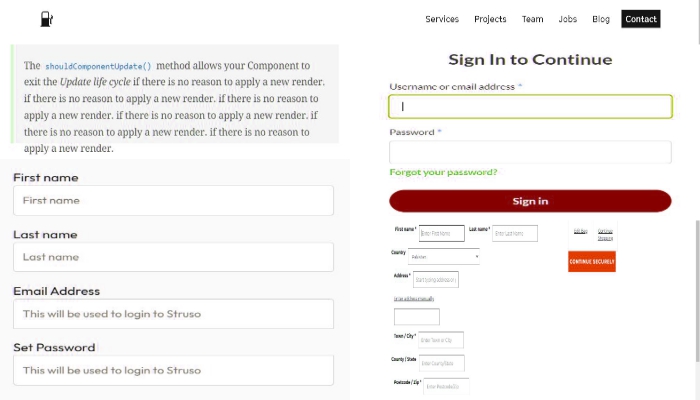 Services Projects Team Jobs Blog Contact
The shouldComponentUpdate() method allows your Component to
exit the Update life cycle if there is no reason to apply a new render.
if there is no reason to apply a new render. if there is no reason to
apply a new render. if there is no reason to apply a new render. if
there is no reason to apply a new render. if there is no reason to
apply a new render.
First name
First name
Last name
Last name
Email Address
This will be used to login to Struso
Set Password
This will be used to login to Struso
Sign In to Continue
Username or email address *
Password *
Forgot your password?
Sign in
First name * Enter First Name Last name * Enter Last Name
Country
Address *
Town / City * Enter Town or City
County / State Enter County/State
Postcode / Zip * Enter Postcode/Zip
Edit Bag Continue
Shopping
CONTINUE SECURELY